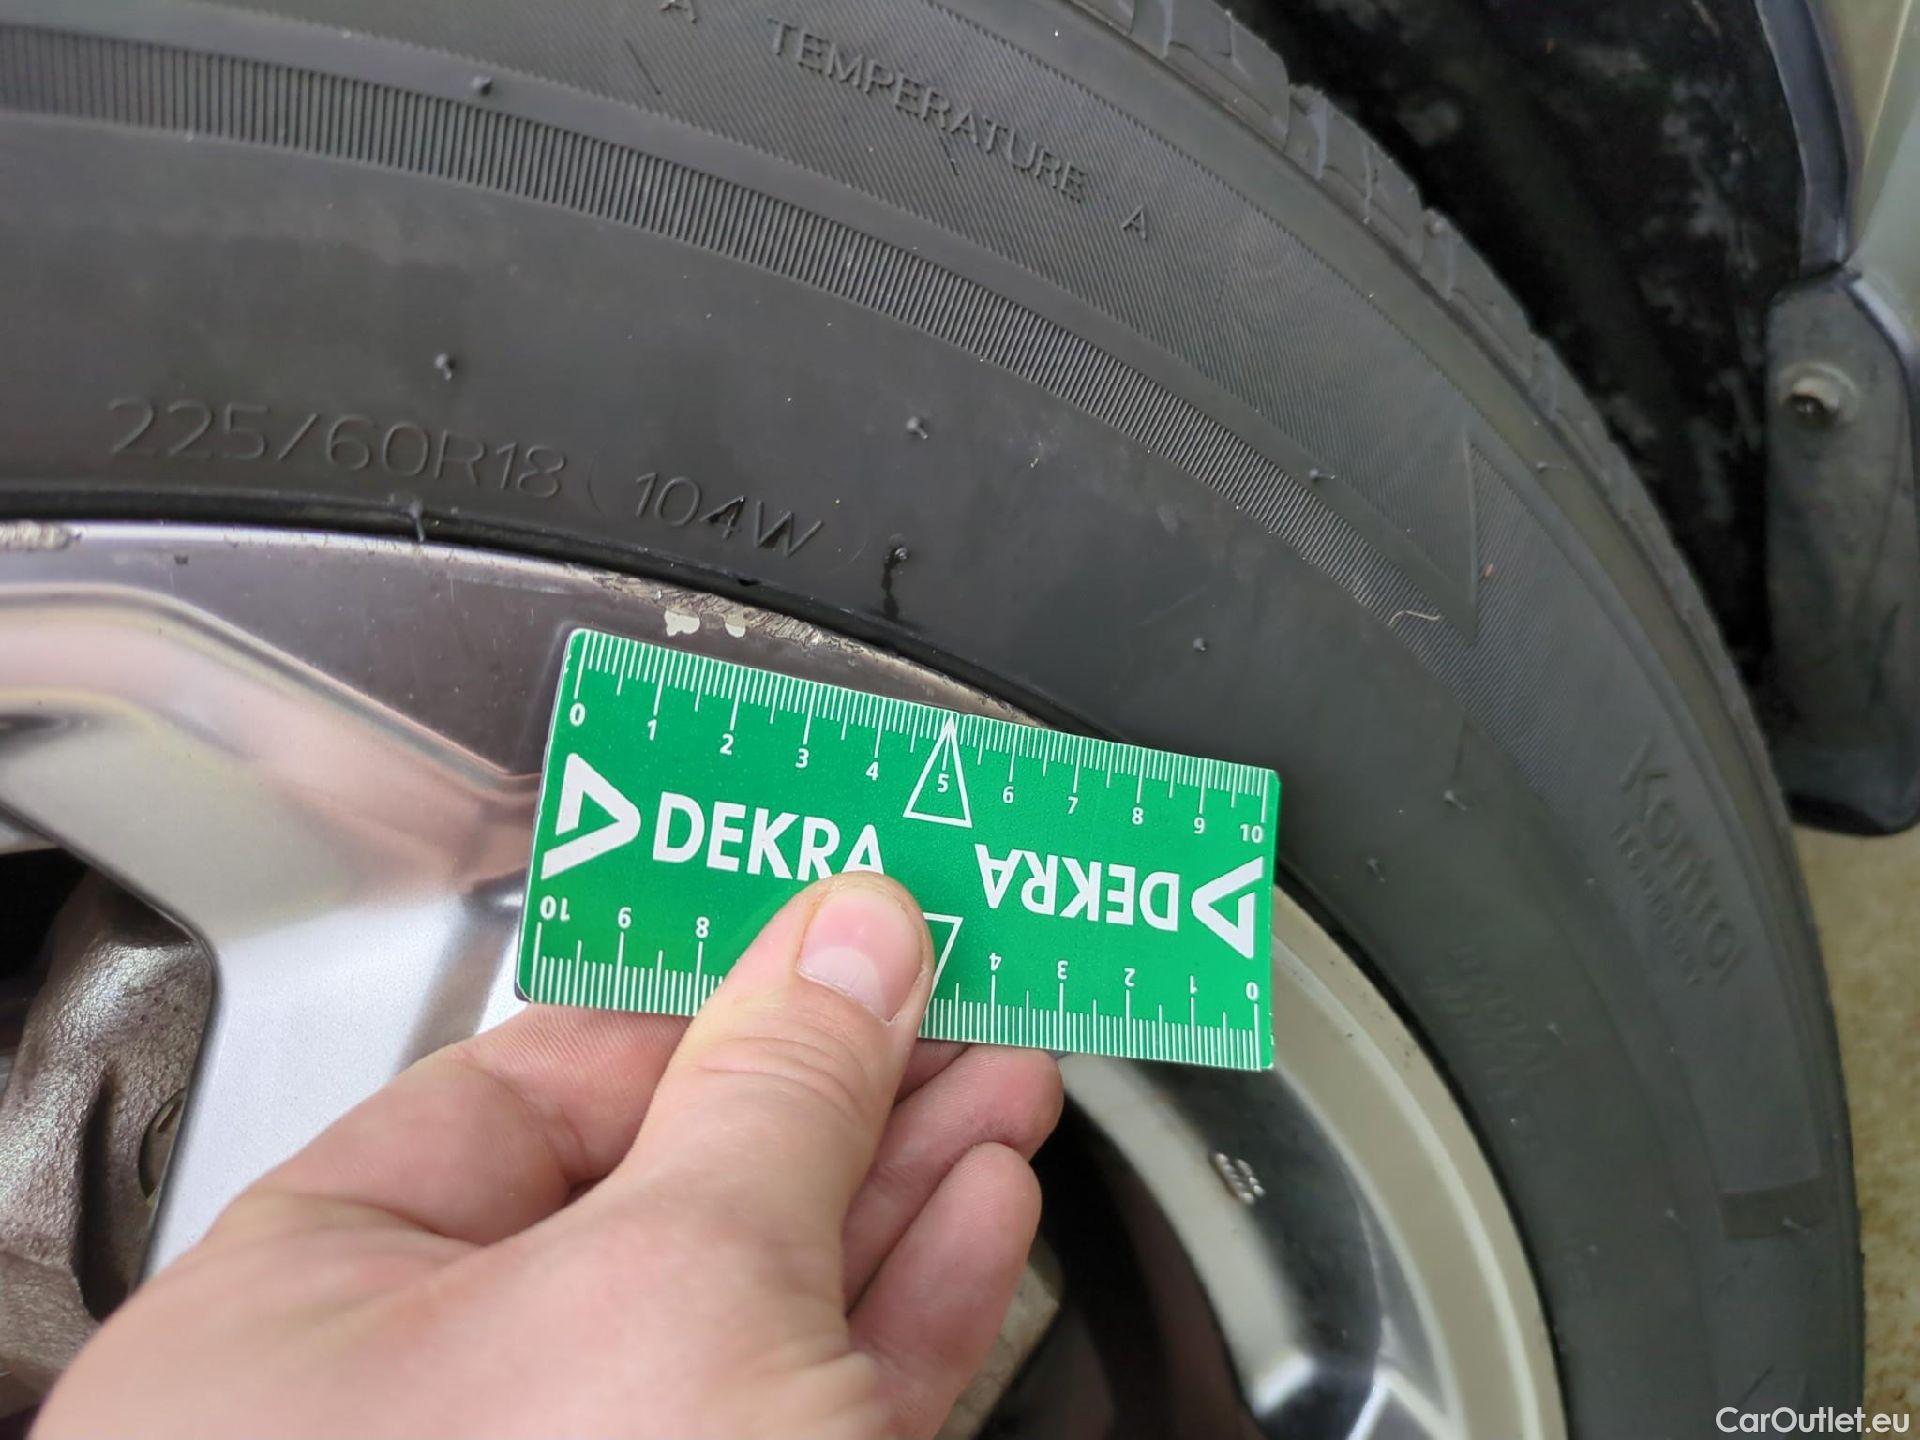 A TEMPERATURE A
225/60R18 104W
0 1 2 3 4 5 6 7 8 9 10
DEKRA DEKRA
10 9 8 4 3 2 1 0
CarOutlet.eu